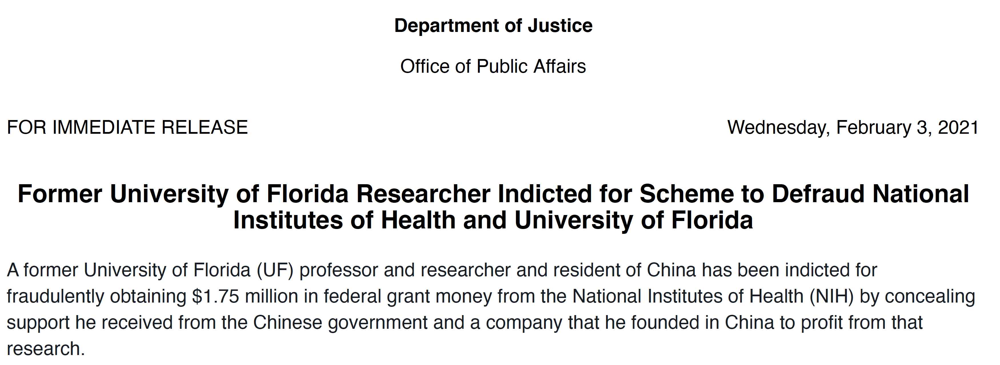 Department of Justice
Office of Public Affairs
FOR IMMEDIATE RELEASE
Wednesday, February 3, 2021
Former University of Florida Researcher Indicted for Scheme to Defraud National
Institutes of Health and University of Florida
A former University of Florida (UF) professor and researcher and resident of China has been indicted for
fraudulently obtaining $1.75 million in federal grant money from the National Institutes of Health (NIH) by concealing
support he received from the Chinese government and a company that he founded in China to profit from that
research.